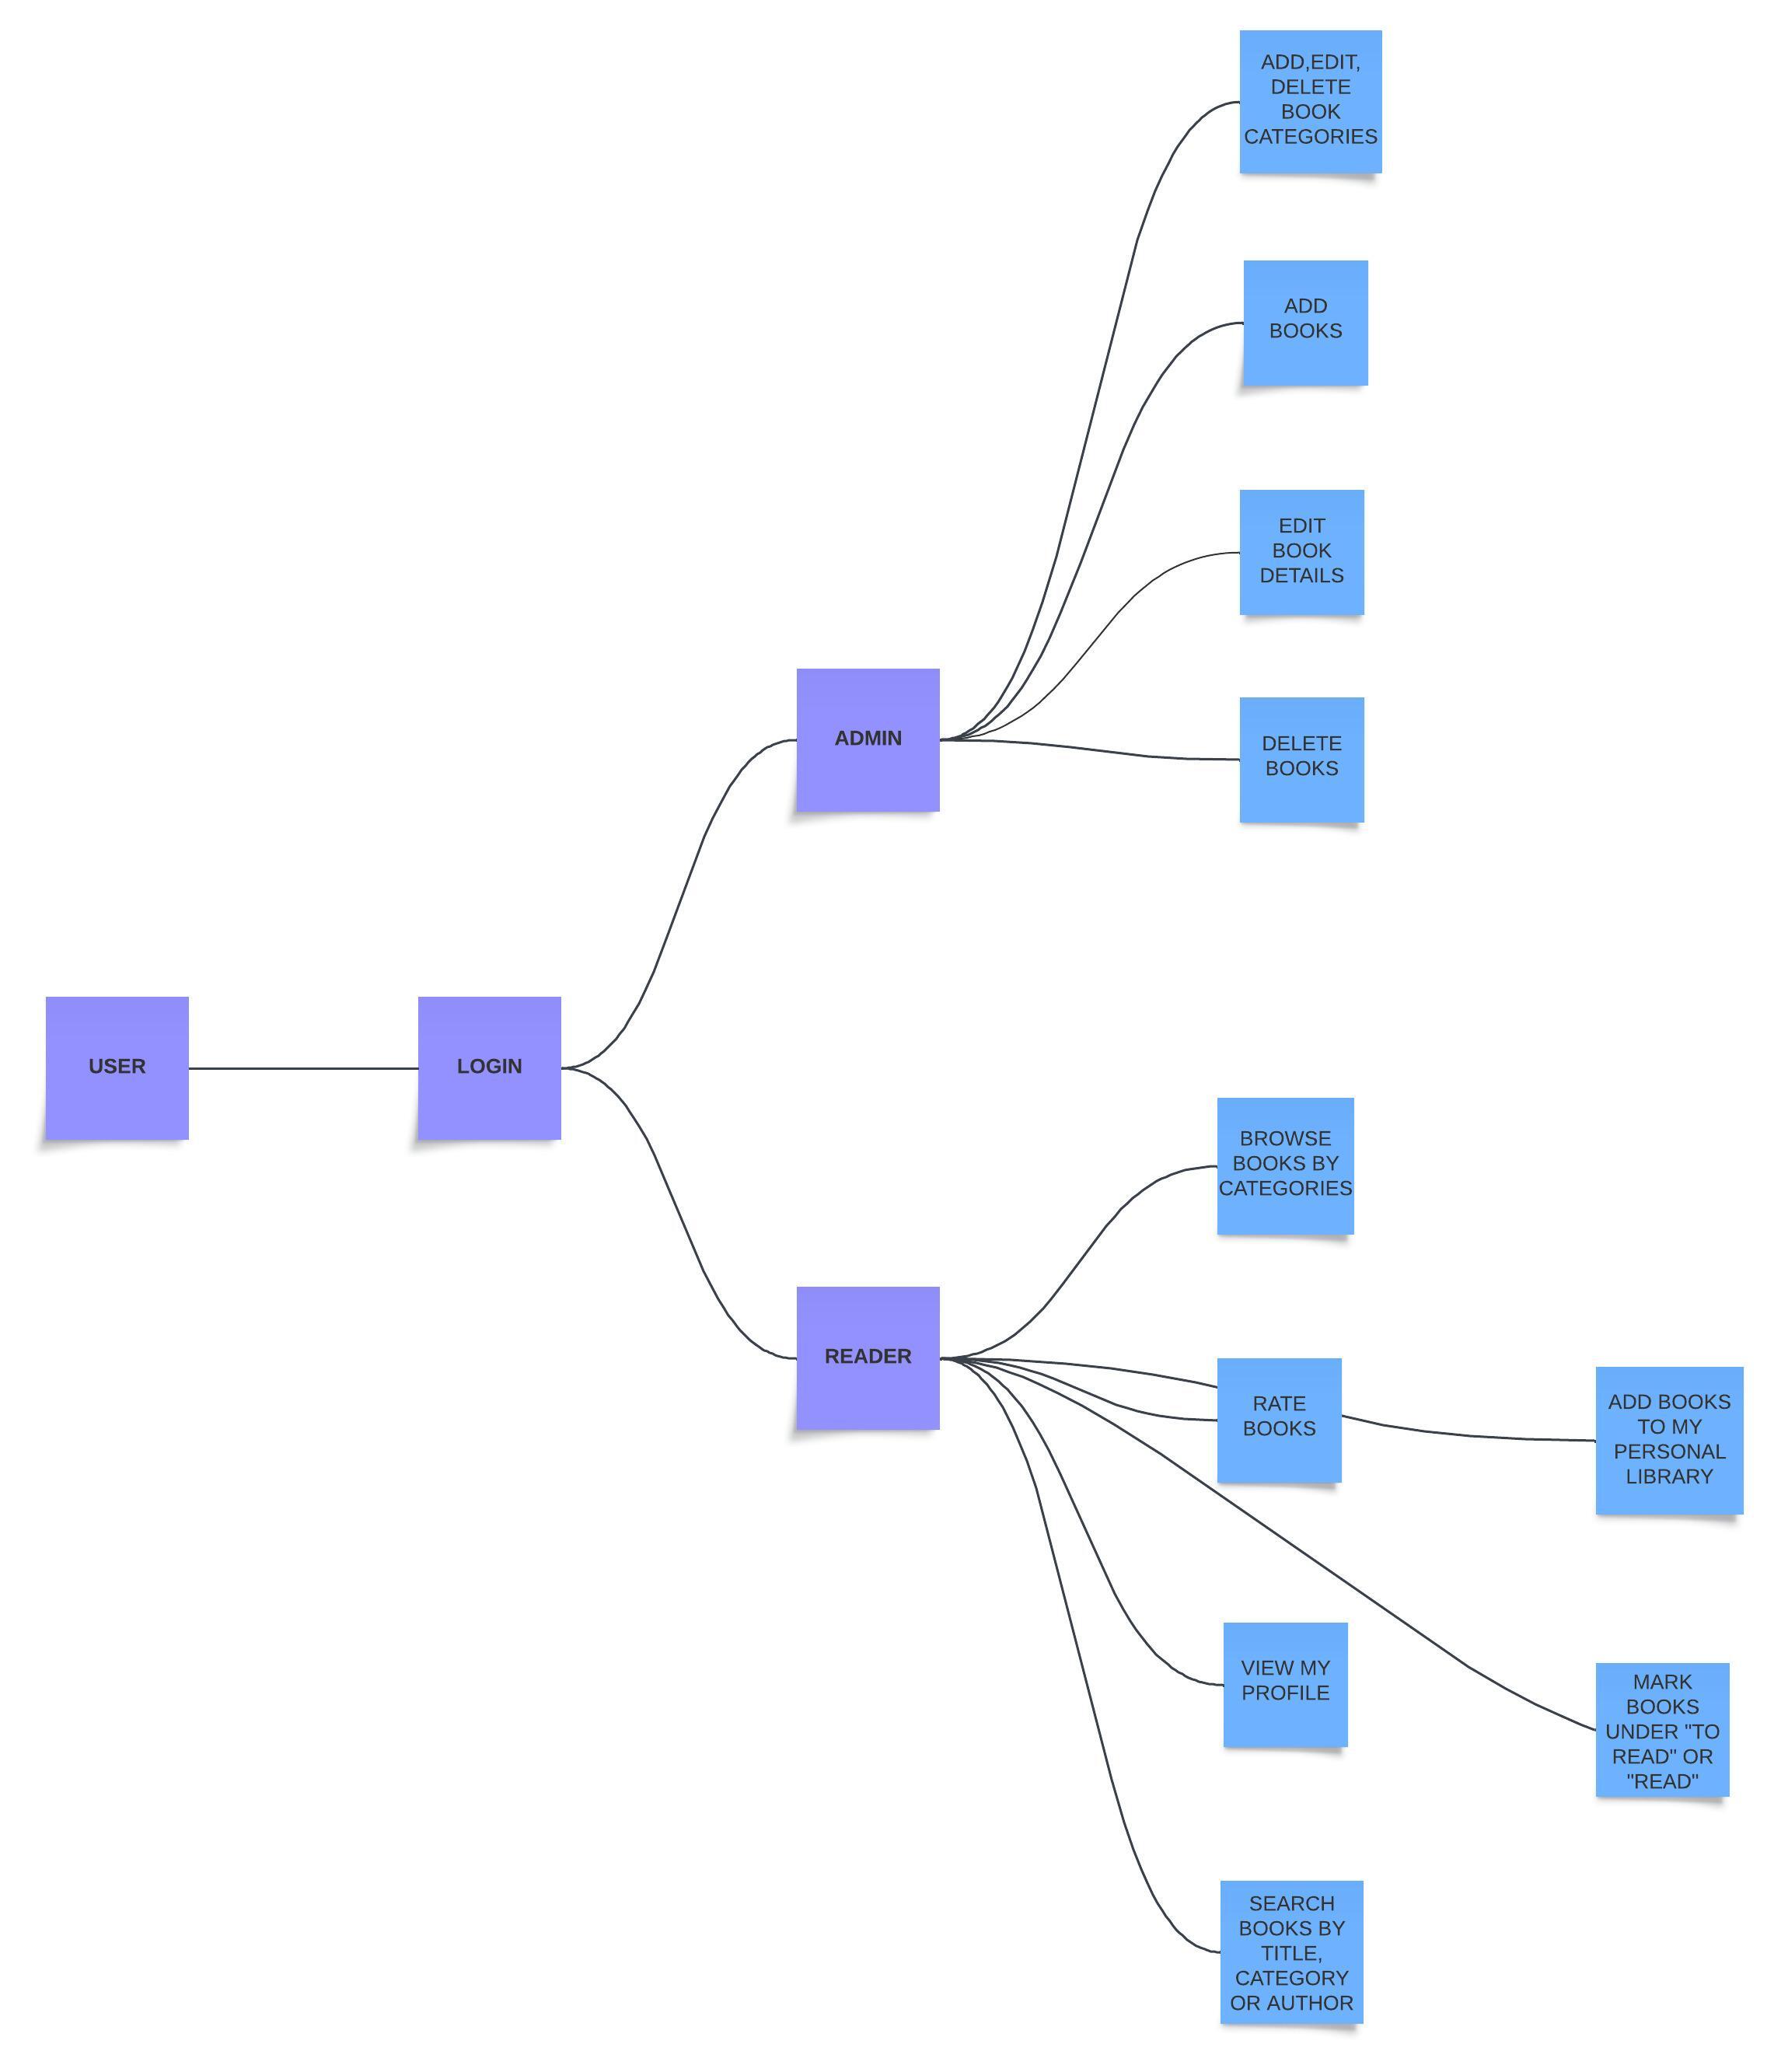 ADD,EDIT,
DELETE
BOOK
CATEGORIES
ADD
BOOKS
EDIT
BOOK
DETAILS
ADMIN
DELETE
BOOKS
USER
LOGIN
BROWSE
BOOKS BY
CATEGORIES
READER
RATE
BOOKS
ADD BOOKS
TO MY
PERSONAL
LIBRARY
VIEW MY
PROFILE
MARK
BOOKS
UNDER "TO
READ" OR
"READ"
SEARCH
BOOKS BY
TITLE,
CATEGORY
OR AUTHOR